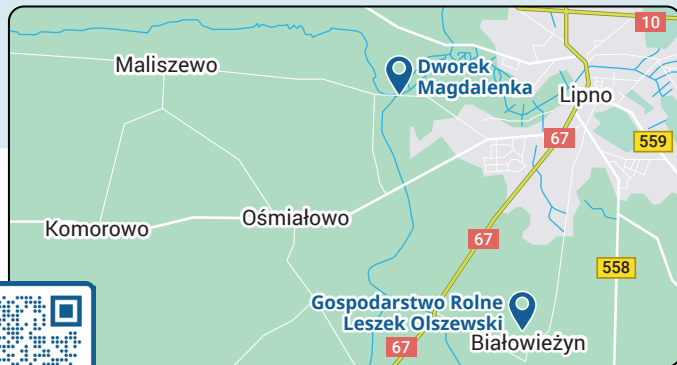 10
Maliszewo
Dworek
Magdalenka
Lipno
67
559
Ośmiałowo
Komorowo
67
558
Gospodarstwo Rolne
Leszek Olszewski
Białowieżyn
67